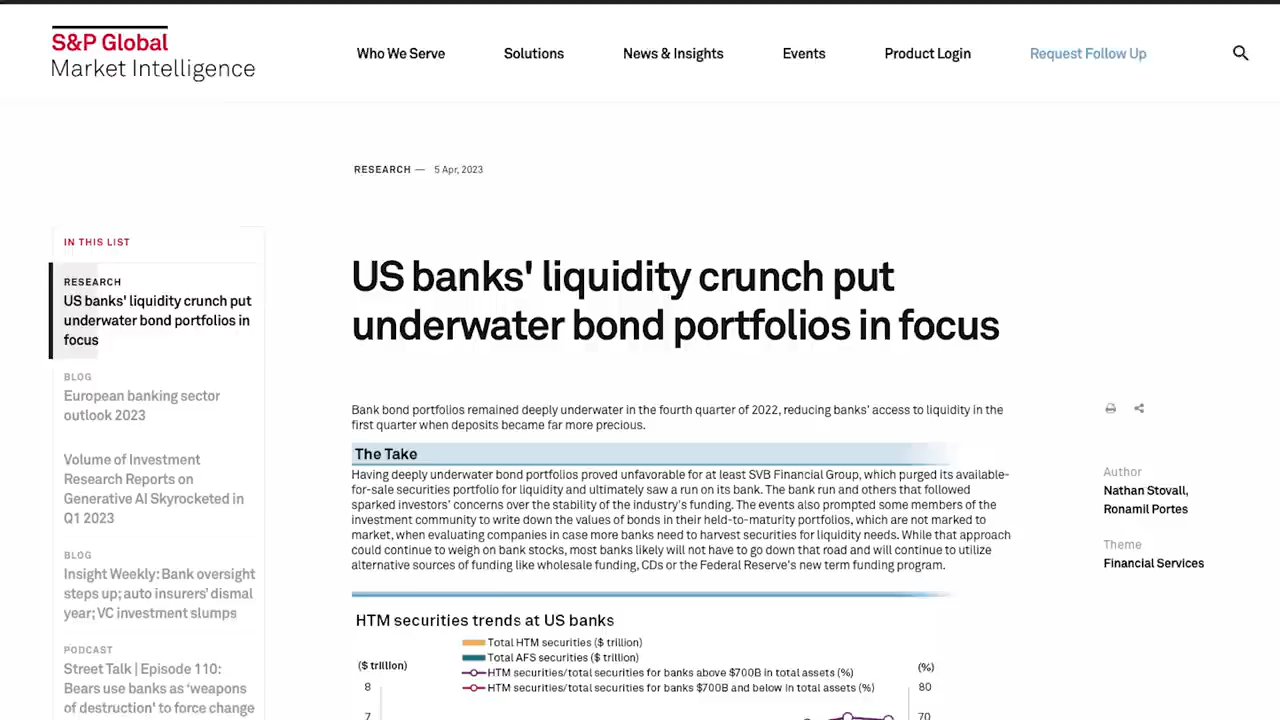 S&P Global
Market Intelligence
Who We Serve
Solutions
News & Insights
Events
Product Login
Request Follow Up
RESEARCH — 5 Apr, 2023
IN THIS LIST
RESEARCH
US banks' liquidity crunch put
underwater bond portfolios in
focus
BLOG
European banking sector
outlook 2023
Volume of Investment
Research Reports on
Generative AI Skyrocketed in
Q1 2023
BLOG
Insight Weekly: Bank oversight
steps up; auto insurers' dismal
year; VC investment slumps
PODCAST
Street Talk | Episode 110:
Bears use banks as 'weapons
of destruction' to force change
US banks' liquidity crunch put
underwater bond portfolios in focus
Bank bond portfolios remained deeply underwater in the fourth quarter of 2022, reducing banks' access to liquidity in the
first quarter when deposits became far more precious.
The Take
Having deeply underwater bond portfolios proved unfavorable for at least SVB Financial Group, which purged its available-
for-sale securities portfolio for liquidity and ultimately saw a run on its bank. The bank run and others that followed
sparked investors' concerns over the stability of the industry's funding. The events also prompted some members of the
investment community to write down the values of bonds in their held-to-maturity portfolios, which are not marked to
market, when evaluating companies in case more banks need to harvest securities for liquidity needs. While that approach
could continue to weigh on bank stocks, most banks likely will not have to go down that road and will continue to utilize
alternative sources of funding like wholesale funding, CDs or the Federal Reserve's new term funding program.
HTM securities trends at US banks
Total HTM securities ($ trillion)
Total AFS securities ($ trillion)
HTM securities/total securities for banks above $700B in total assets (%)
HTM securities/total securities for banks $700B and below in total assets (%)
($ trillion)
(%)
8
80
7
70
Author
Nathan Stovall,
Ronamil Portes
Theme
Financial Services